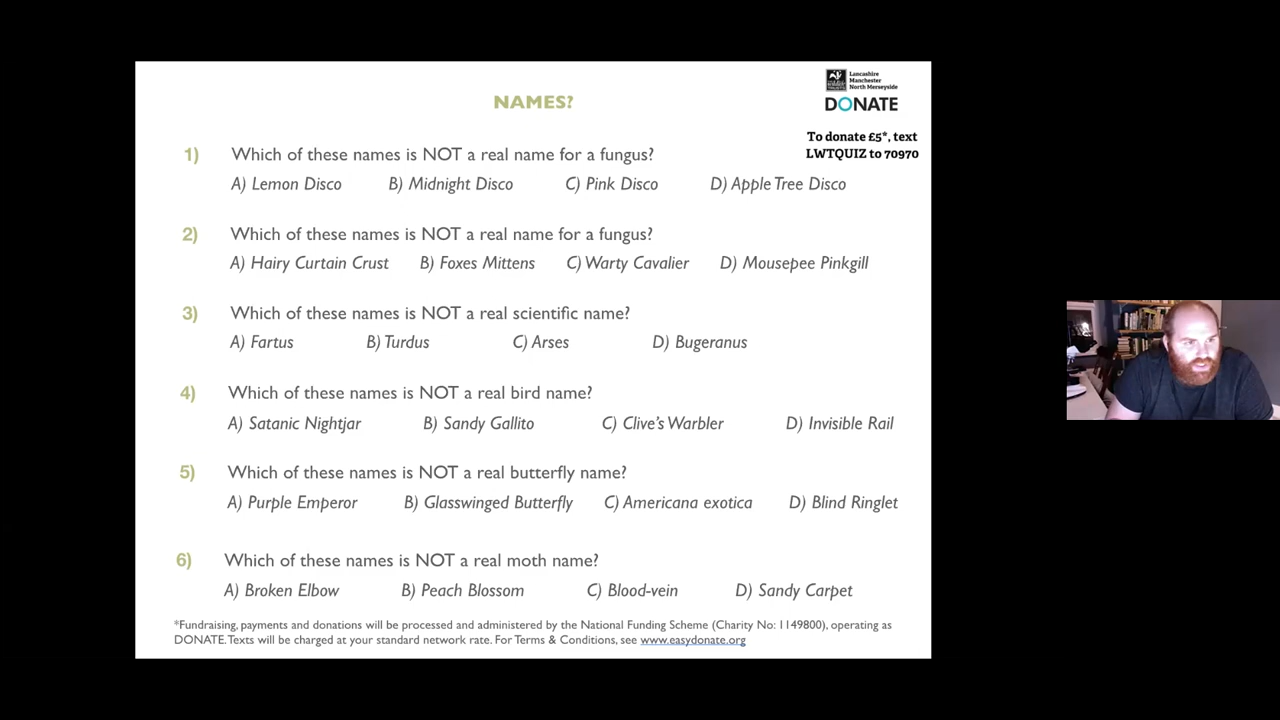 Lancashire
Manchester
North Merseyside
DONATE
To donate £5*, text
LWTQUIZ to 70970
NAMES?
1) Which of these names is NOT a real name for a fungus?
A) Lemon Disco B) Midnight Disco C) Pink Disco D) Apple Tree Disco
2) Which of these names is NOT a real name for a fungus?
A) Hairy Curtain Crust B) Foxes Mittens C) Warty Cavalier D) Mousepee Pinkgill
3) Which of these names is NOT a real scientific name?
A) Fartus B) Turdus C) Arses D) Bugeranus
4) Which of these names is NOT a real bird name?
A) Satanic Nightjar B) Sandy Gallito C) Clive's Warbler D) Invisible Rail
5) Which of these names is NOT a real butterfly name?
A) Purple Emperor B) Glasswinged Butterfly C) Americana exotica D) Blind Ringlet
6) Which of these names is NOT a real moth name?
A) Broken Elbow B) Peach Blossom C) Blood-vein D) Sandy Carpet
*Fundraising, payments and donations will be processed and administered by the National Funding Scheme (Charity No: 1149800), operating as
DONATE. Texts will be charged at your standard network rate. For Terms & Conditions, see www.easydonate.org